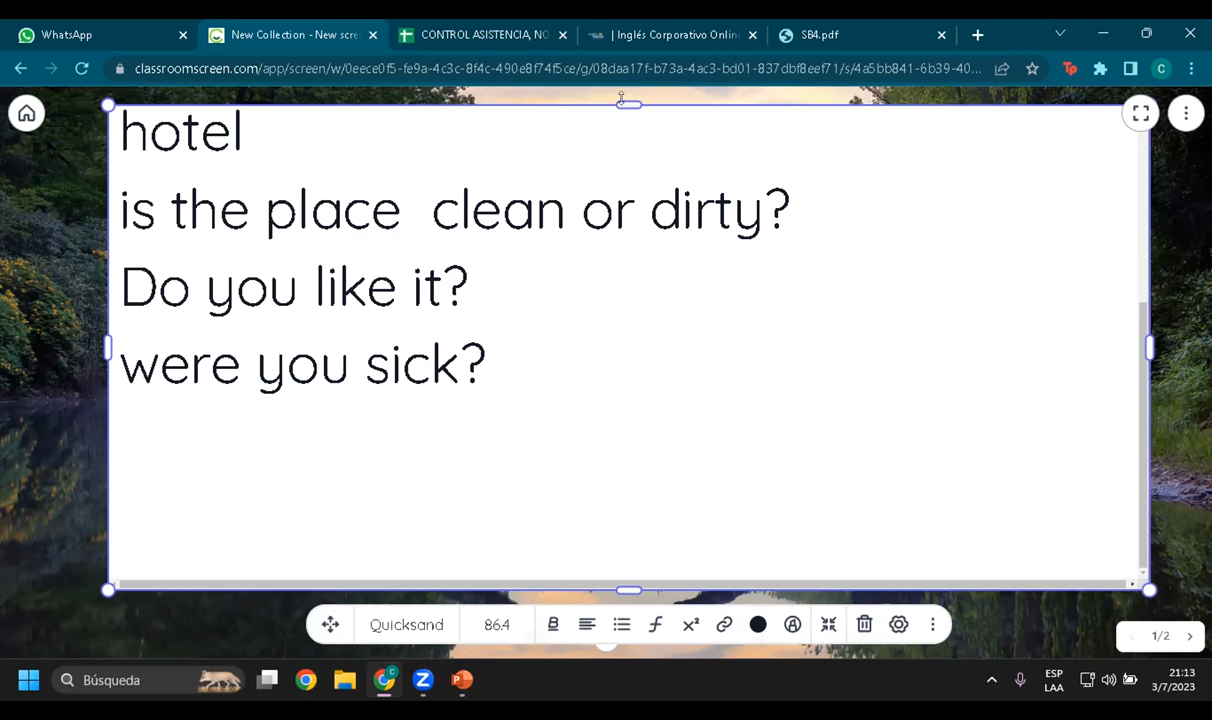 WhatsApp
New Collection - New scre
CONTROL ASISTENCIA, NO
| Inglés Corporativo Onlin
SB4.pdf
classroomscreen.com/app/screen/w/0eece0f5-fe9a-4c3c-8f4c-490e8f74f5ce/g/08daa17f-b73a-4ac3-bd01-837dbf8eef71/s/4a5bb841-6b39-40...
hotel
is the place  clean or dirty?
Do you like it?
were you sick?
Quicksand
86.4
1/2
Búsqueda
ESP
LAA
21:13
3/7/2023